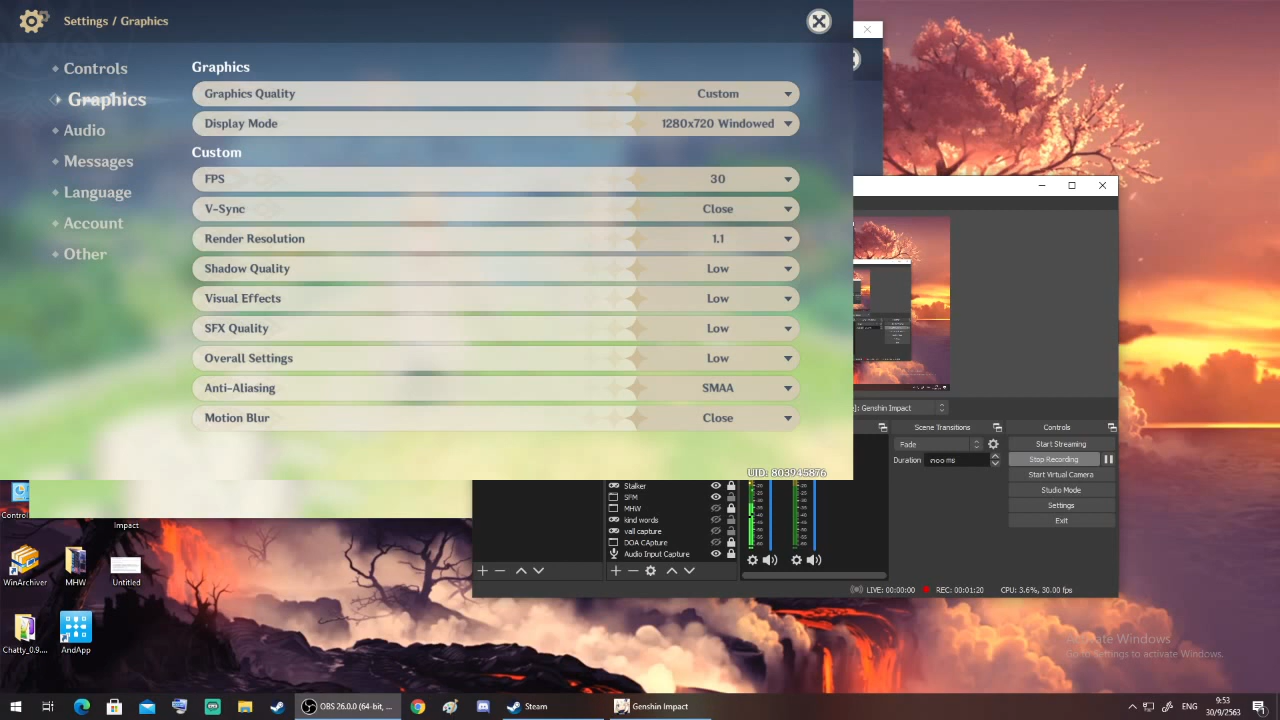 Settings / Graphics
Controls
Graphics
Audio
Messages
Language
Account
Other
Graphics
Graphics Quality Custom
Display Mode 1280x720 Windowed
Custom
FPS 30
V-Sync Close
Render Resolution 1.1
Shadow Quality Low
Visual Effects Low
SFX Quality Low
Overall Settings Low
Anti-Aliasing SMAA
Motion Blur Close
UID: 803945876
]: Genshin Impact
Scene Transitions
Controls
Fade
Duration
Start Streaming
Stop Recording
Start Virtual Camera
Studio Mode
Settings
Exit
Stalker
SFM
MHW
kind words
vall capture
DOA CApture
Audio Input Capture
LIVE: 00:00:00
REC: 00:01:20
CPU: 3.6%, 30.00 fps
Control
Impact
WinArchiver
MHW
Untitled
Chatty_0.9....
AndApp
Activate Windows
Go to Settings to activate Windows.
OBS 26.0.0 (64-bit, ...
Steam
Genshin Impact
ENG
9:53
30/9/2563